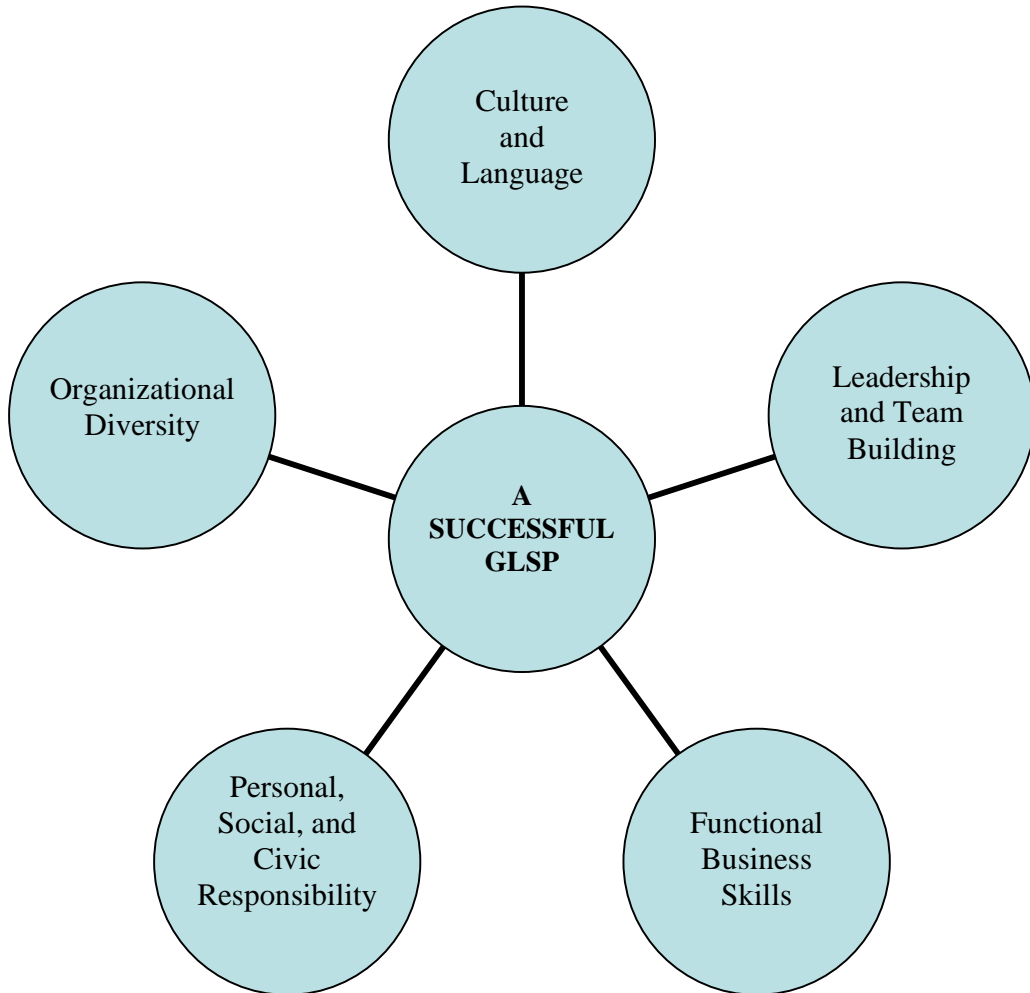 Culture
and
Language
Organizational
Diversity
Leadership
and Team
Building
A
SUCCESSFUL
GLSP
Personal,
Social, and
Civic
Responsibility
Functional
Business
Skills